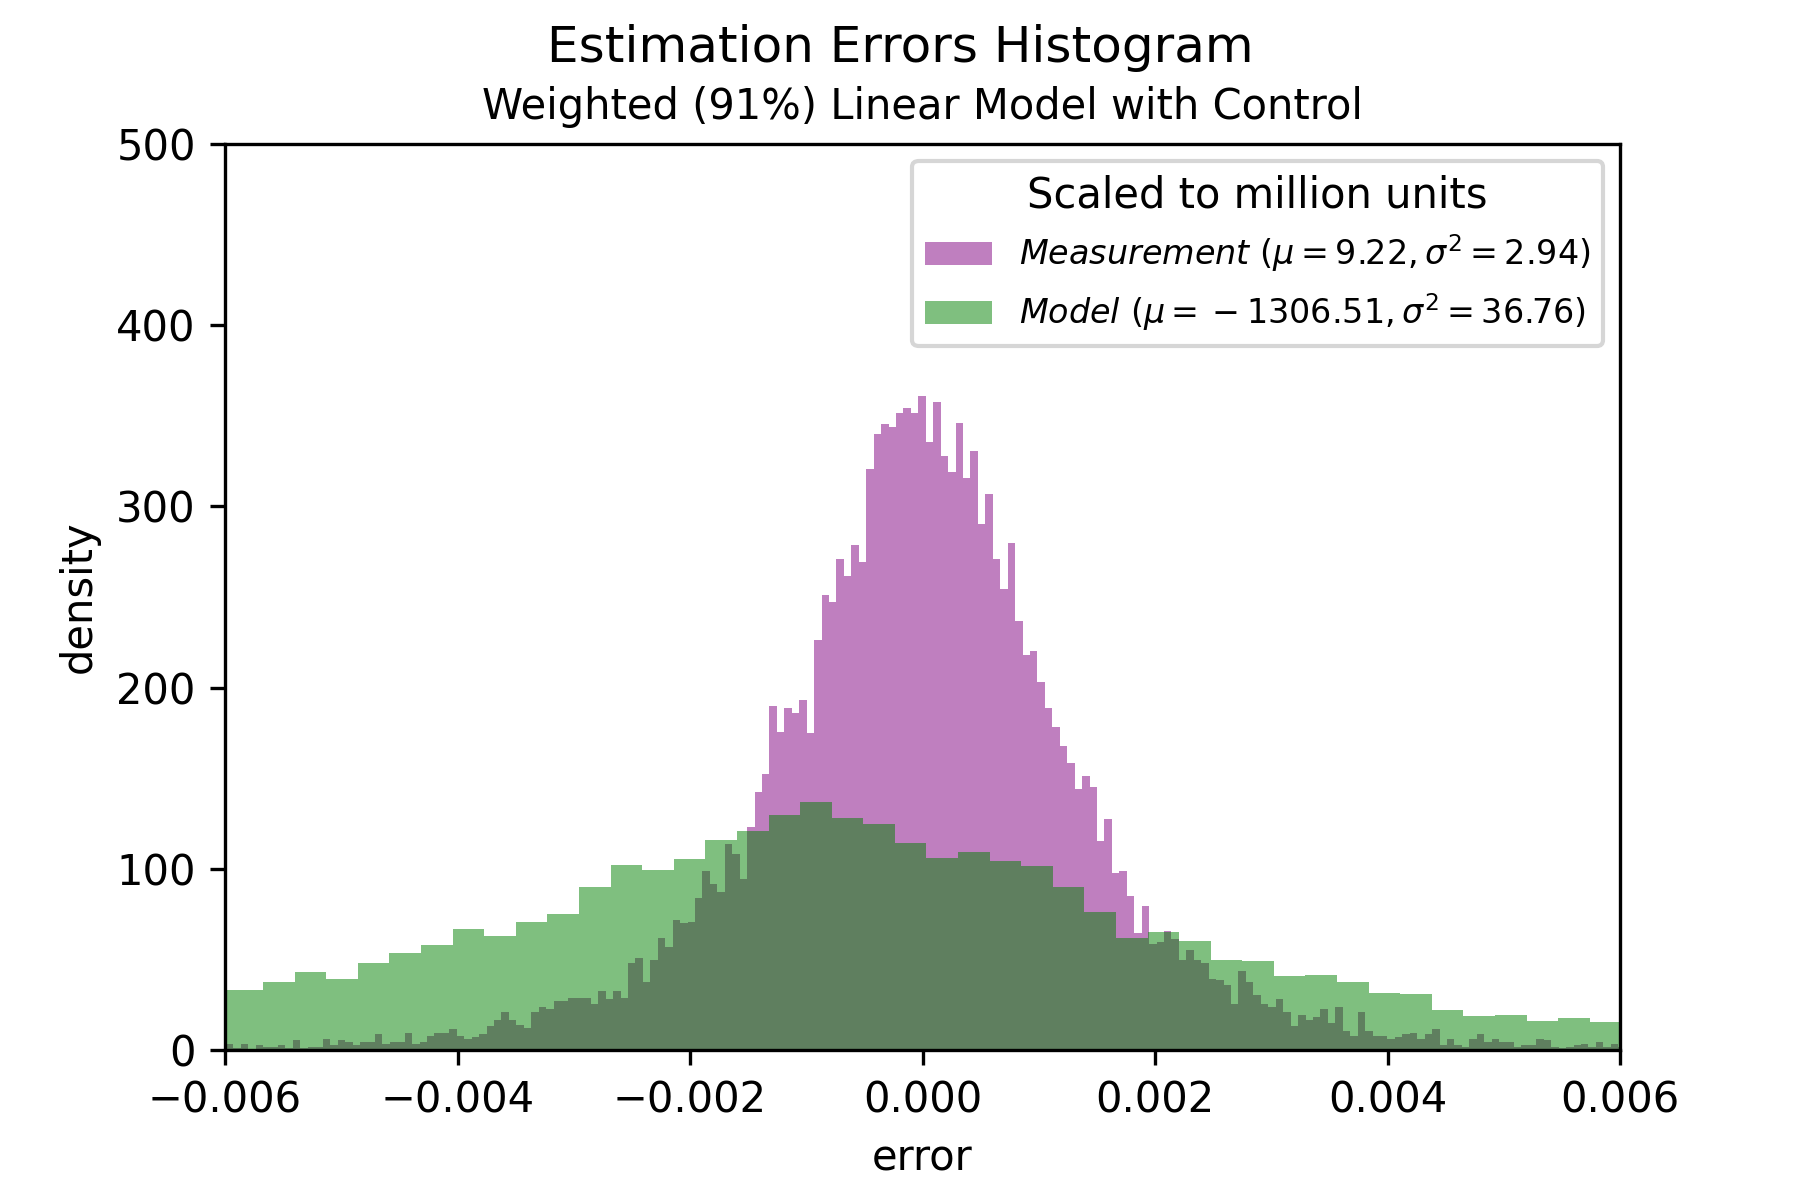 Estimation Errors Histogram
Weighted (91%) Linear Model with Control
Scaled to million units
Measurement (μ = 9.22, σ² = 2.94)
Model (μ = − 1306.51, σ² = 36.76)
density
500
400
300
200
100
0
−0.006 −0.004 −0.002 0.000 0.002 0.004 0.006
error